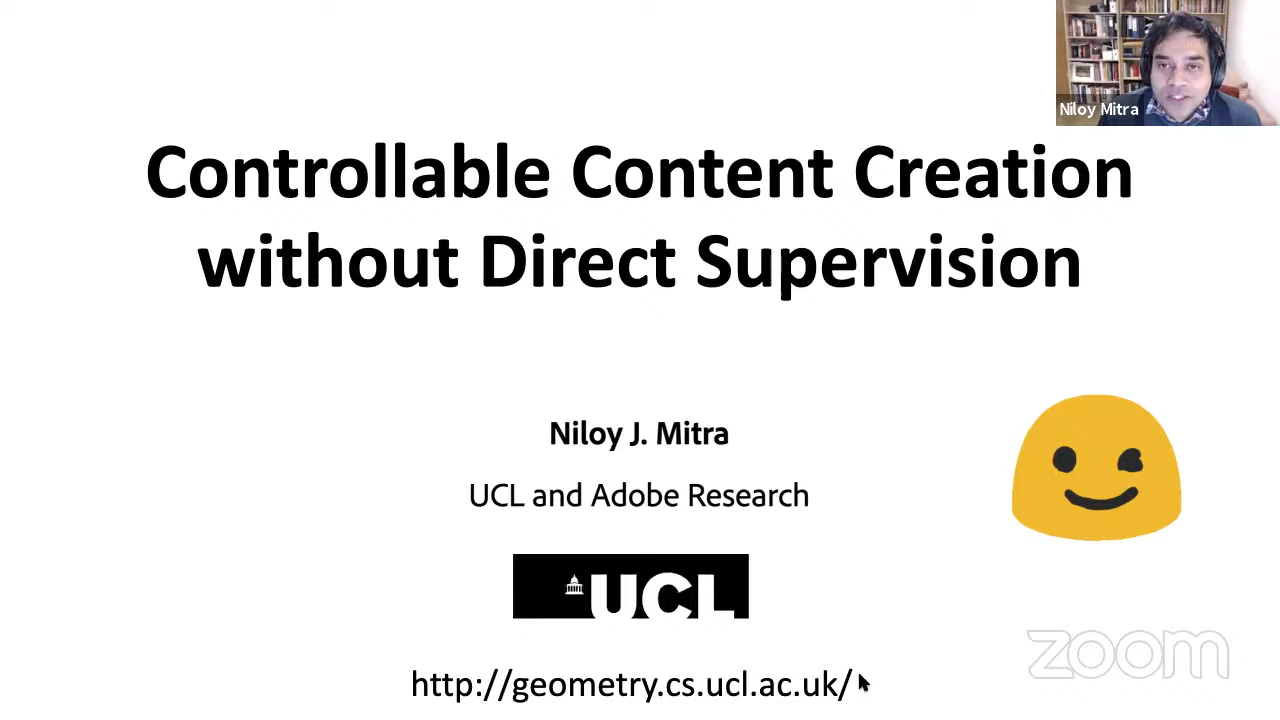 Niloy Mitra
Controllable Content Creation
without Direct Supervision
Niloy J. Mitra
UCL and Adobe Research
UCL
zoom
http://geometry.cs.ucl.ac.uk/